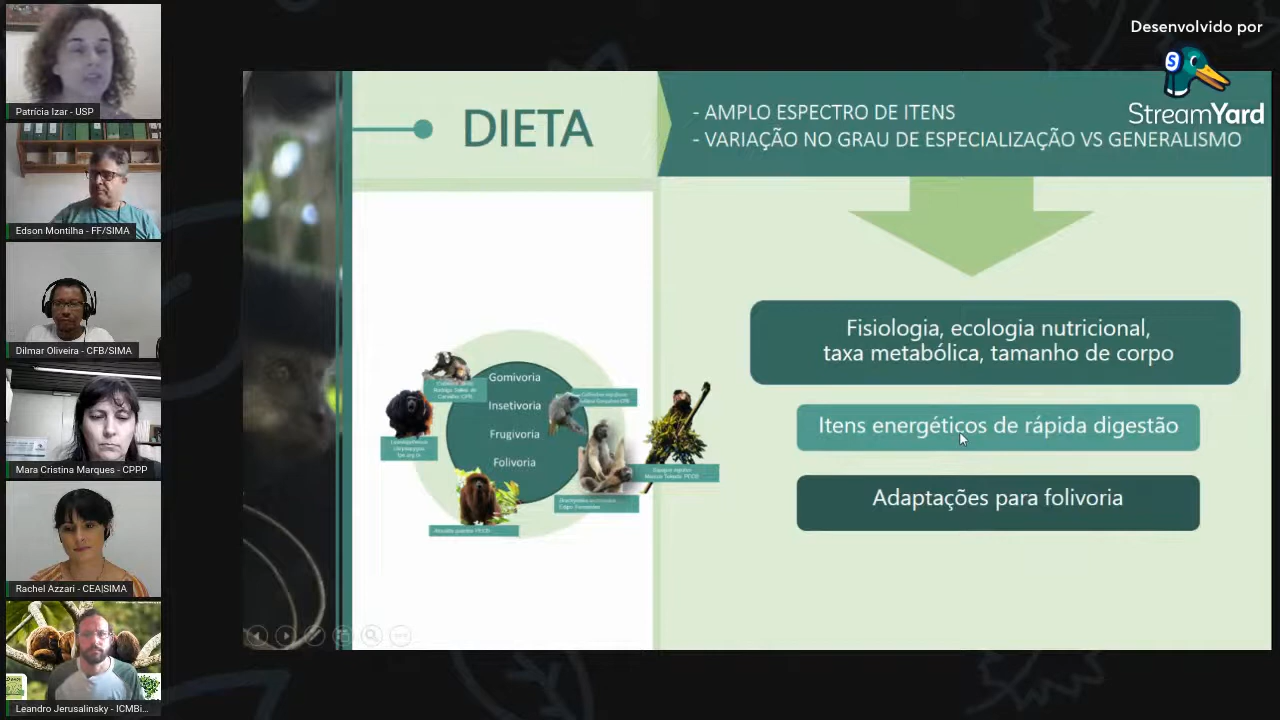 Desenvolvido por
StreamYard
Patrícia Izar - USP
Edson Montilha - FF/SIMA
Dilmar Oliveira - CFB/SIMA
Mara Cristina Marques - CPPP
Rachel Azzari - CEA|SIMA
Leandro Jerusalinsky - ICMBi...
DIETA
- AMPLO ESPECTRO DE ITENS
- VARIAÇÃO NO GRAU DE ESPECIALIZAÇÃO VS GENERALISMO
Gomivoria
Insetivoria
Frugivoria
Folivoria
Fisiologia, ecologia nutricional,
taxa metabólica, tamanho de corpo
Itens energéticos de rápida digestão
Adaptações para folivoria